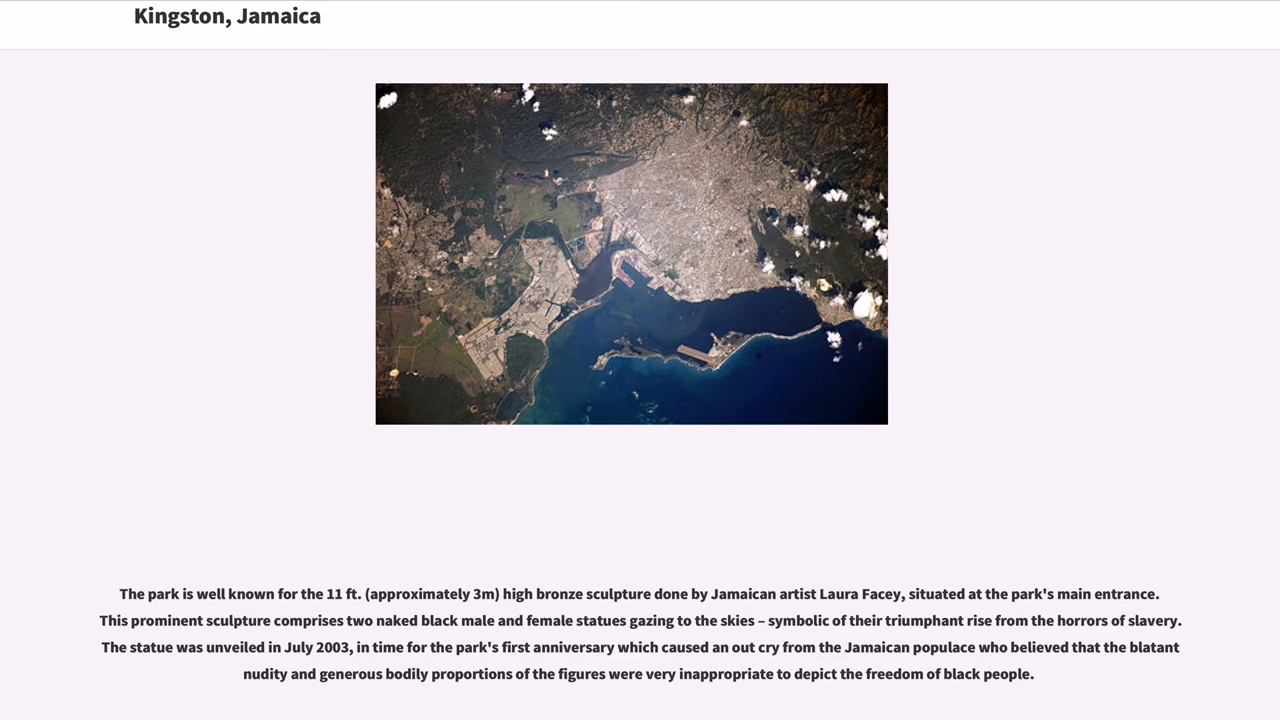 Kingston, Jamaica
The park is well known for the 11 ft. (approximately 3m) high bronze sculpture done by Jamaican artist Laura Facey, situated at the park's main entrance.
This prominent sculpture comprises two naked black male and female statues gazing to the skies – symbolic of their triumphant rise from the horrors of slavery.
The statue was unveiled in July 2003, in time for the park's first anniversary which caused an out cry from the Jamaican populace who believed that the blatant
nudity and generous bodily proportions of the figures were very inappropriate to depict the freedom of black people.